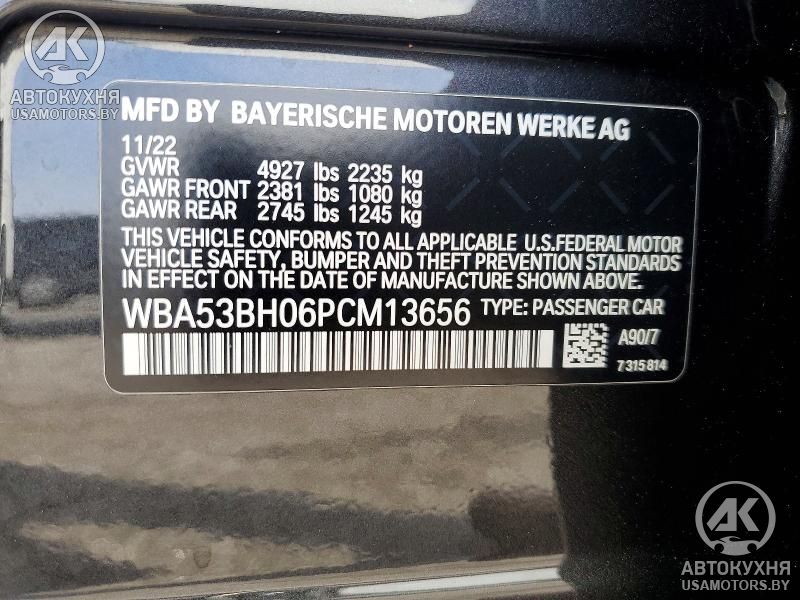 AK
АВТОКУХНЯ
USAMOTORS.BY
MFD BY BAYERISCHE MOTOREN WERKE AG
11/22
GVWR 4927 lbs 2235 kg
GAWR FRONT 2381 lbs 1080 kg
GAWR REAR 2745 lbs 1245 kg
THIS VEHICLE CONFORMS TO ALL APPLICABLE U.S.FEDERAL MOTOR
VEHICLE SAFETY, BUMPER AND THEFT PREVENTION STANDARDS
IN EFFECT ON THE DATE OF MANUFACTURE SHOWN ABOVE.
WBA53BH06PCM13656 TYPE: PASSENGER CAR
A90/7
7 315 814
AK
АВТОКУХНЯ
USAMOTORS.BY